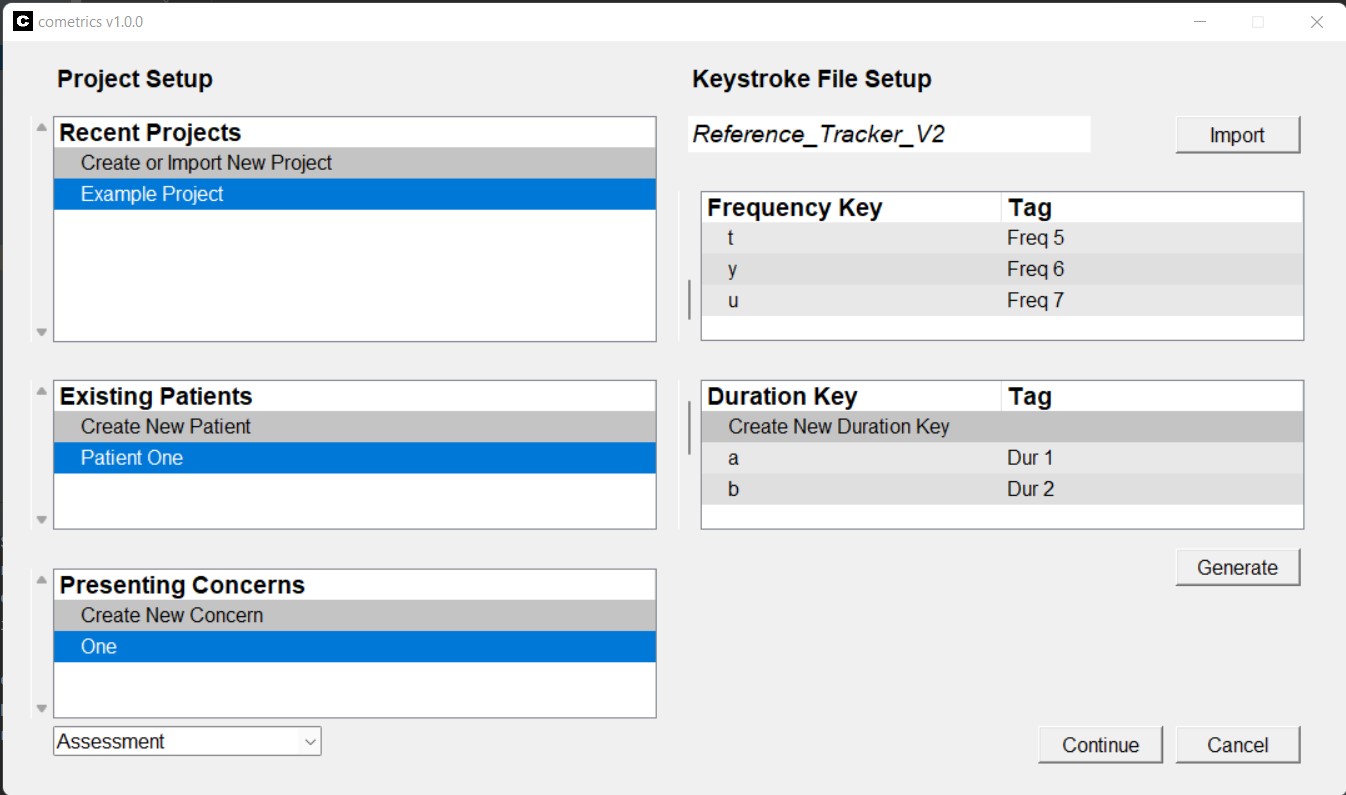 C cometrics v1.0.0
Project Setup
Recent Projects
Create or Import New Project
Example Project
Existing Patients
Create New Patient
Patient One
Presenting Concerns
Create New Concern
One
Assessment
Keystroke File Setup
Reference_Tracker_V2 Import
Frequency Key Tag
t Freq 5
y Freq 6
u Freq 7
Duration Key Tag
Create New Duration Key
a Dur 1
b Dur 2
Generate
Continue Cancel